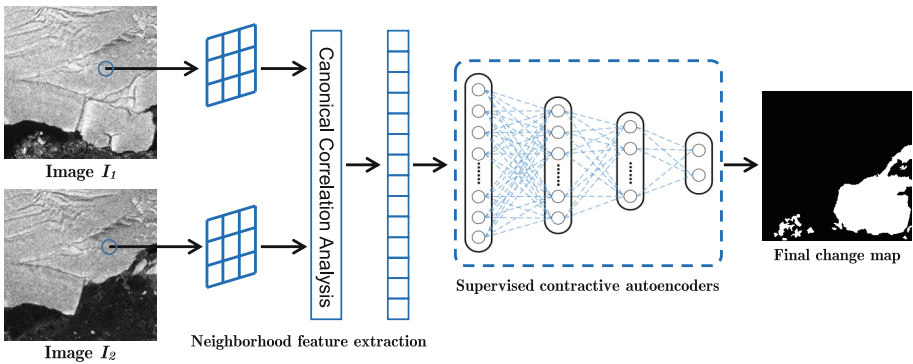 Image I1
Canonical Correlation Analysis
Supervised contractive autoencoders
Final change map
Neighborhood feature extraction
Image I2